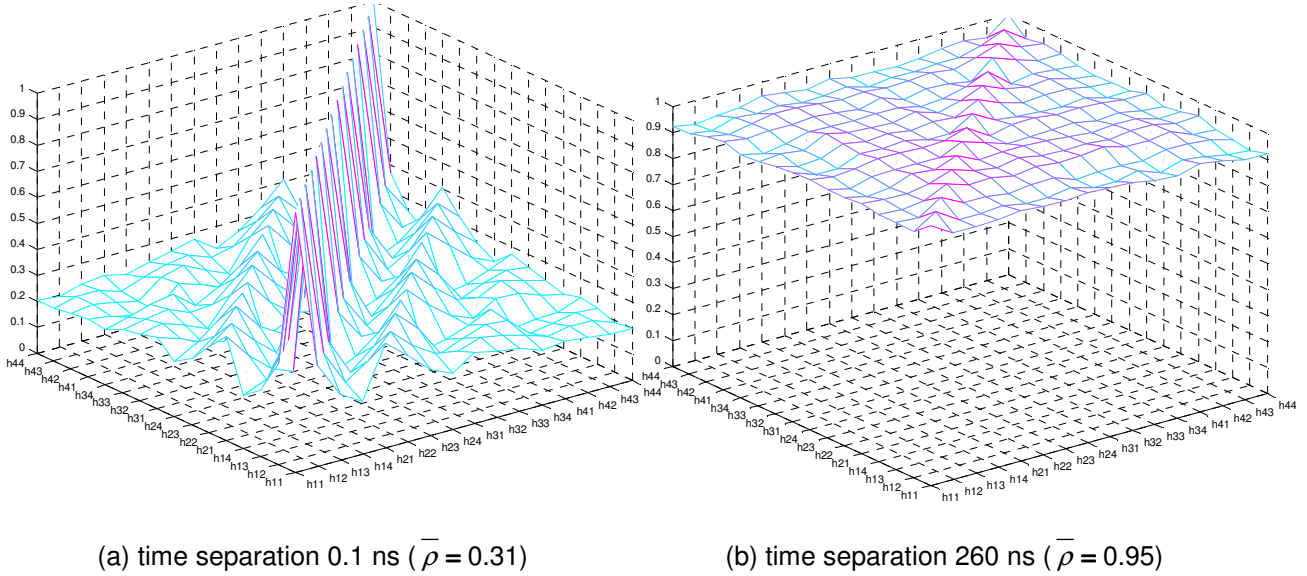 1
0.9
0.8
0.7
0.6
0.5
0.4
0.3
0.2
0.1
0
h44
h43
h42
h41
h34
h33
h32
h31
h24
h23
h22
h21
h14
h13
h12
h11
h11
h12
h13
h14
h21
h22
h23
h24
h31
h32
h33
h34
h41
h42
h43
h44
(a) time separation 0.1 ns ( ρ̅ = 0.31)
1
0.9
0.8
0.7
0.6
0.5
0.4
0.3
0.2
0.1
0
h44
h43
h42
h41
h34
h33
h32
h31
h24
h23
h22
h21
h14
h13
h12
h11
h11
h12
h13
h14
h21
h22
h23
h24
h31
h32
h33
h34
h41
h42
h43
h44
(b) time separation 260 ns ( ρ̅ = 0.95)